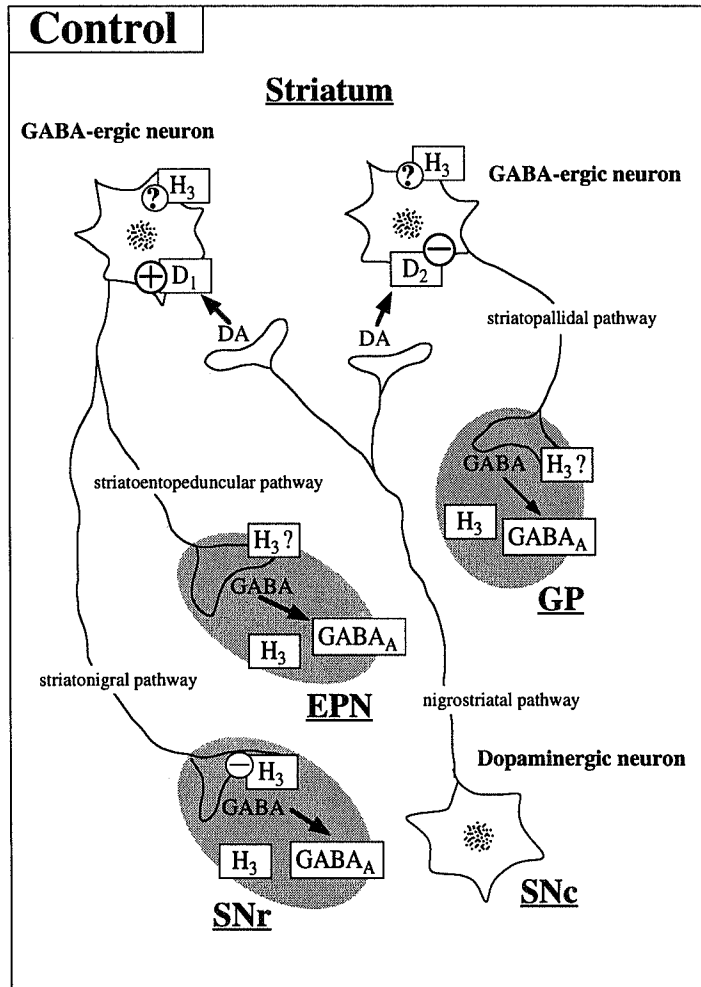 Control
Striatum
GABA-ergic neuron
H3
?
+
D1
DA
H3
?
GABA-ergic neuron
−
D2
DA
striatopallidal pathway
GABA
H3?
H3
GABAA
GP
striatoentopeduncular pathway
H3?
GABA
H3
GABAA
EPN
striatonigral pathway
−
H3
GABA
H3
GABAA
SNr
nigrostriatal pathway
Dopaminergic neuron
SNc